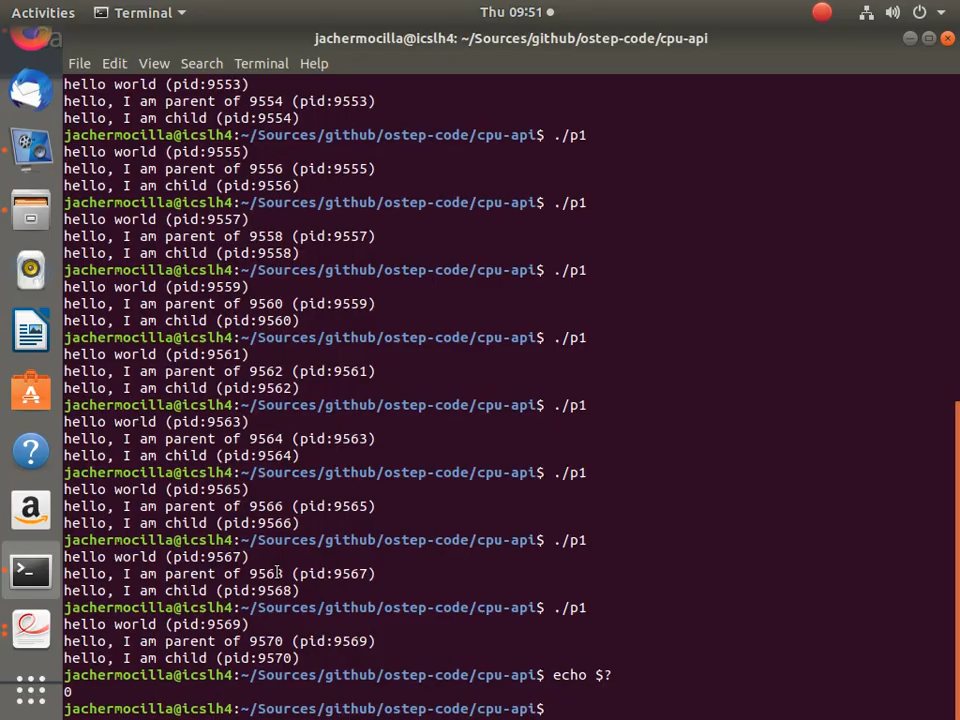 Activities Terminal Thu 09:51
jachermocilla@icslh4: ~/Sources/github/ostep-code/cpu-api
File Edit View Search Terminal Help
hello world (pid:9553)
hello, I am parent of 9554 (pid:9553)
hello, I am child (pid:9554)
jachermocilla@icslh4:~/Sources/github/ostep-code/cpu-api$ ./p1
hello world (pid:9555)
hello, I am parent of 9556 (pid:9555)
hello, I am child (pid:9556)
jachermocilla@icslh4:~/Sources/github/ostep-code/cpu-api$ ./p1
hello world (pid:9557)
hello, I am parent of 9558 (pid:9557)
hello, I am child (pid:9558)
jachermocilla@icslh4:~/Sources/github/ostep-code/cpu-api$ ./p1
hello world (pid:9559)
hello, I am parent of 9560 (pid:9559)
hello, I am child (pid:9560)
jachermocilla@icslh4:~/Sources/github/ostep-code/cpu-api$ ./p1
hello world (pid:9561)
hello, I am parent of 9562 (pid:9561)
hello, I am child (pid:9562)
jachermocilla@icslh4:~/Sources/github/ostep-code/cpu-api$ ./p1
hello world (pid:9563)
hello, I am parent of 9564 (pid:9563)
hello, I am child (pid:9564)
jachermocilla@icslh4:~/Sources/github/ostep-code/cpu-api$ ./p1
hello world (pid:9565)
hello, I am parent of 9566 (pid:9565)
hello, I am child (pid:9566)
jachermocilla@icslh4:~/Sources/github/ostep-code/cpu-api$ ./p1
hello world (pid:9567)
hello, I am parent of 9568 (pid:9567)
hello, I am child (pid:9568)
jachermocilla@icslh4:~/Sources/github/ostep-code/cpu-api$ ./p1
hello world (pid:9569)
hello, I am parent of 9570 (pid:9569)
hello, I am child (pid:9570)
jachermocilla@icslh4:~/Sources/github/ostep-code/cpu-api$ echo $?
0
jachermocilla@icslh4:~/Sources/github/ostep-code/cpu-api$